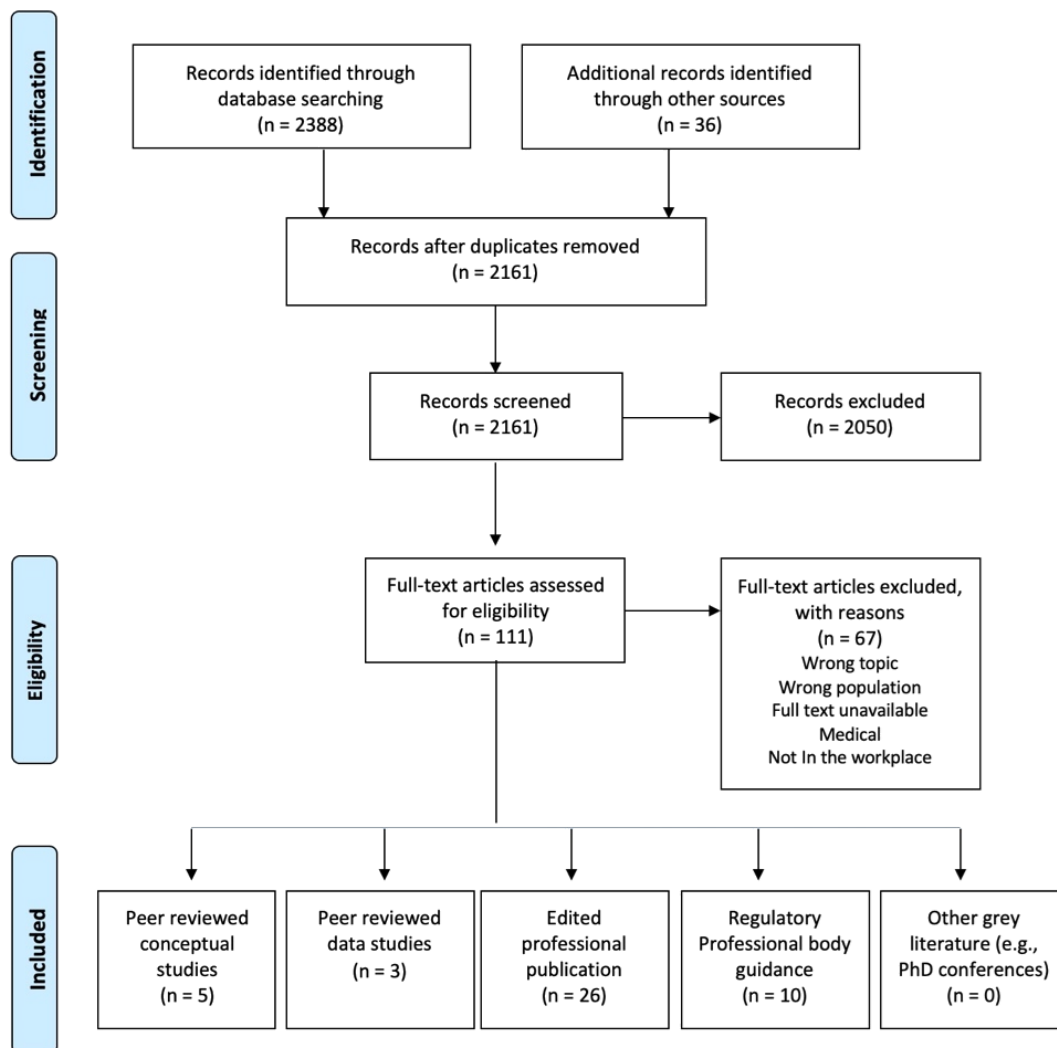 Identification
Records identified through
database searching
(n = 2388)
Additional records identified
through other sources
(n = 36)
Records after duplicates removed
(n = 2161)
Screening
Records screened
(n = 2161)
Records excluded
(n = 2050)
Eligibility
Full-text articles assessed
for eligibility
(n = 111)
Full-text articles excluded,
with reasons
(n = 67)
Wrong topic
Wrong population
Full text unavailable
Medical
Not In the workplace
Included
Peer reviewed
conceptual
studies
(n = 5)
Peer reviewed
data studies
(n = 3)
Edited
professional
publication
(n = 26)
Regulatory
Professional body
guidance
(n = 10)
Other grey
literature (e.g.,
PhD conferences)
(n = 0)